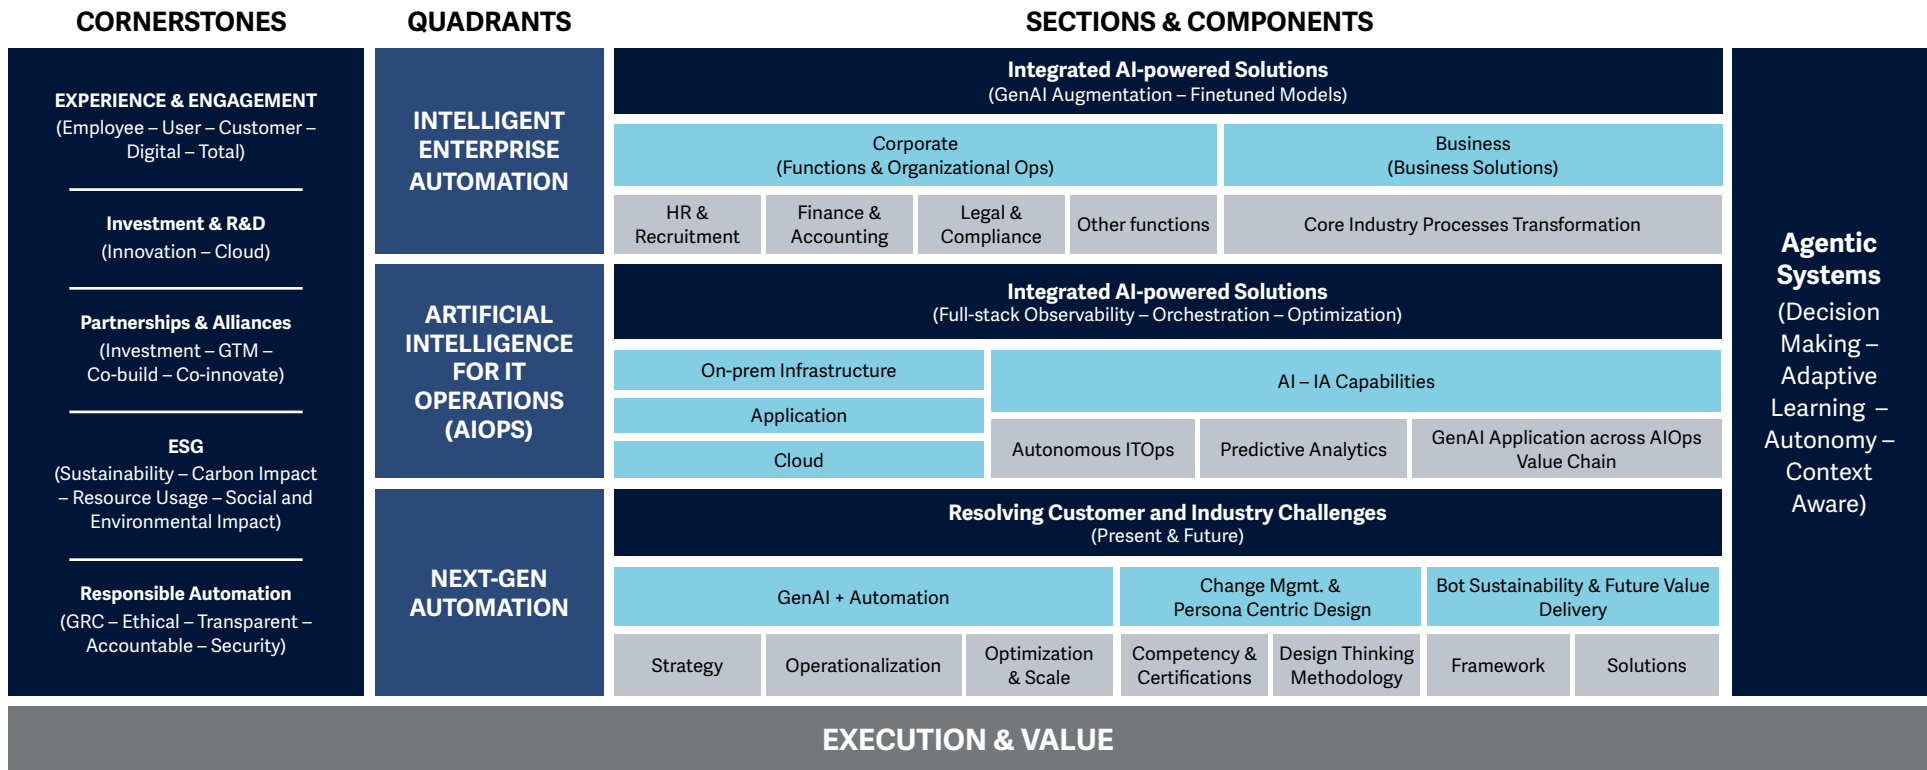 CORNERSTONES
QUADRANTS
SECTIONS & COMPONENTS
EXPERIENCE & ENGAGEMENT
(Employee – User – Customer –
Digital – Total)
Investment & R&D
(Innovation – Cloud)
Partnerships & Alliances
(Investment – GTM –
Co-build – Co-innovate)
ESG
(Sustainability – Carbon Impact
– Resource Usage – Social and
Environmental Impact)
Responsible Automation
(GRC – Ethical – Transparent –
Accountable – Security)
INTELLIGENT
ENTERPRISE
AUTOMATION
Integrated AI-powered Solutions
(GenAI Augmentation – Finetuned Models)
Corporate
(Functions & Organizational Ops)
Business
(Business Solutions)
HR &
Recruitment
Finance &
Accounting
Legal &
Compliance
Other functions
Core Industry Processes Transformation
ARTIFICIAL
INTELLIGENCE
FOR IT
OPERATIONS
(AIOPS)
Integrated AI-powered Solutions
(Full-stack Observability – Orchestration – Optimization)
On-prem Infrastructure
Application
Cloud
AI – IA Capabilities
Autonomous ITOps
Predictive Analytics
GenAI Application across AIOps
Value Chain
NEXT-GEN
AUTOMATION
Resolving Customer and Industry Challenges
(Present & Future)
GenAI + Automation
Change Mgmt. &
Persona Centric Design
Bot Sustainability & Future Value
Delivery
Strategy
Operationalization
Optimization
& Scale
Competency &
Certifications
Design Thinking
Methodology
Framework
Solutions
Agentic
Systems
(Decision
Making –
Adaptive
Learning –
Autonomy –
Context
Aware)
EXECUTION & VALUE